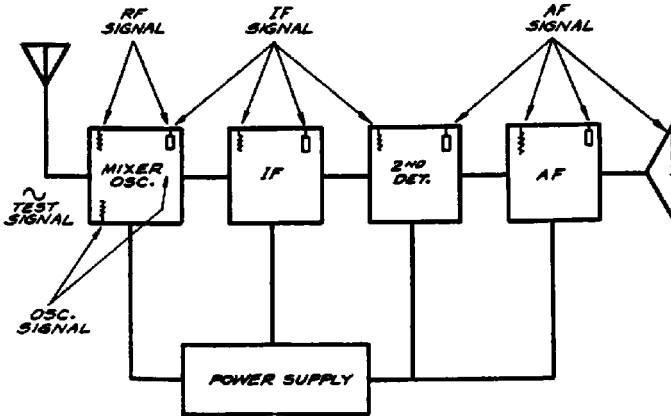 RF
SIGNAL
IF
SIGNAL
AF
SIGNAL
MIXER
OSC.
IF
2ND
DET.
AF
TEST
SIGNAL
OSC.
SIGNAL
POWER SUPPLY